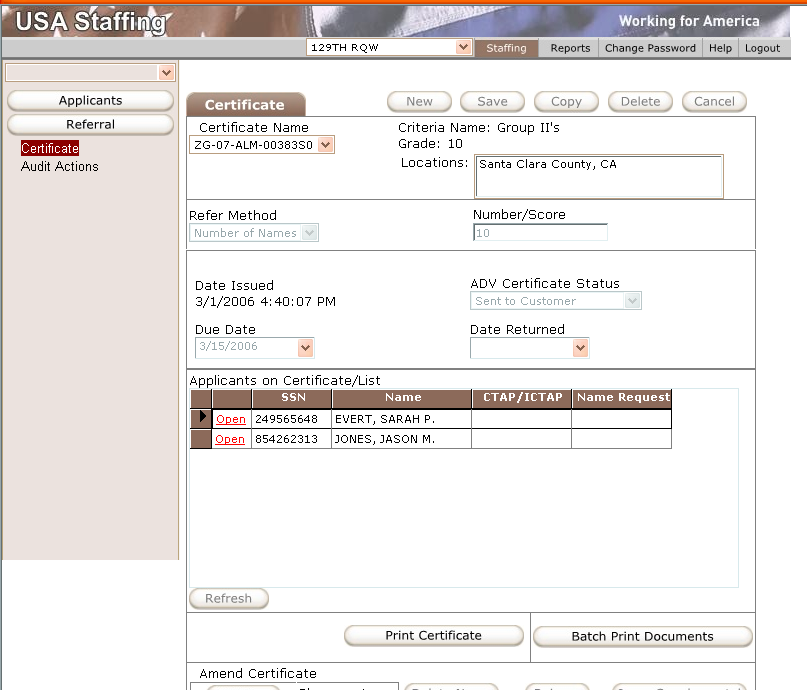 USA Staffing
Working for America
129TH RQW Staffing Reports Change Password Help Logout
Applicants
Referral
Certificate
Audit Actions
Certificate New Save Copy Delete Cancel
Certificate Name
ZG-07-ALM-00383S0
Criteria Name: Group II's
Grade: 10
Locations: Santa Clara County, CA
Refer Method Number/Score
Number of Names 10
Date Issued ADV Certificate Status
3/1/2006 4:40:07 PM Sent to Customer
Due Date Date Returned
3/15/2006
Applicants on Certificate/List
SSN Name CTAP/ICTAP Name Request
Open 249565648 EVERT, SARAH P.
Open 854262313 JONES, JASON M.
Refresh
Print Certificate Batch Print Documents
Amend Certificate